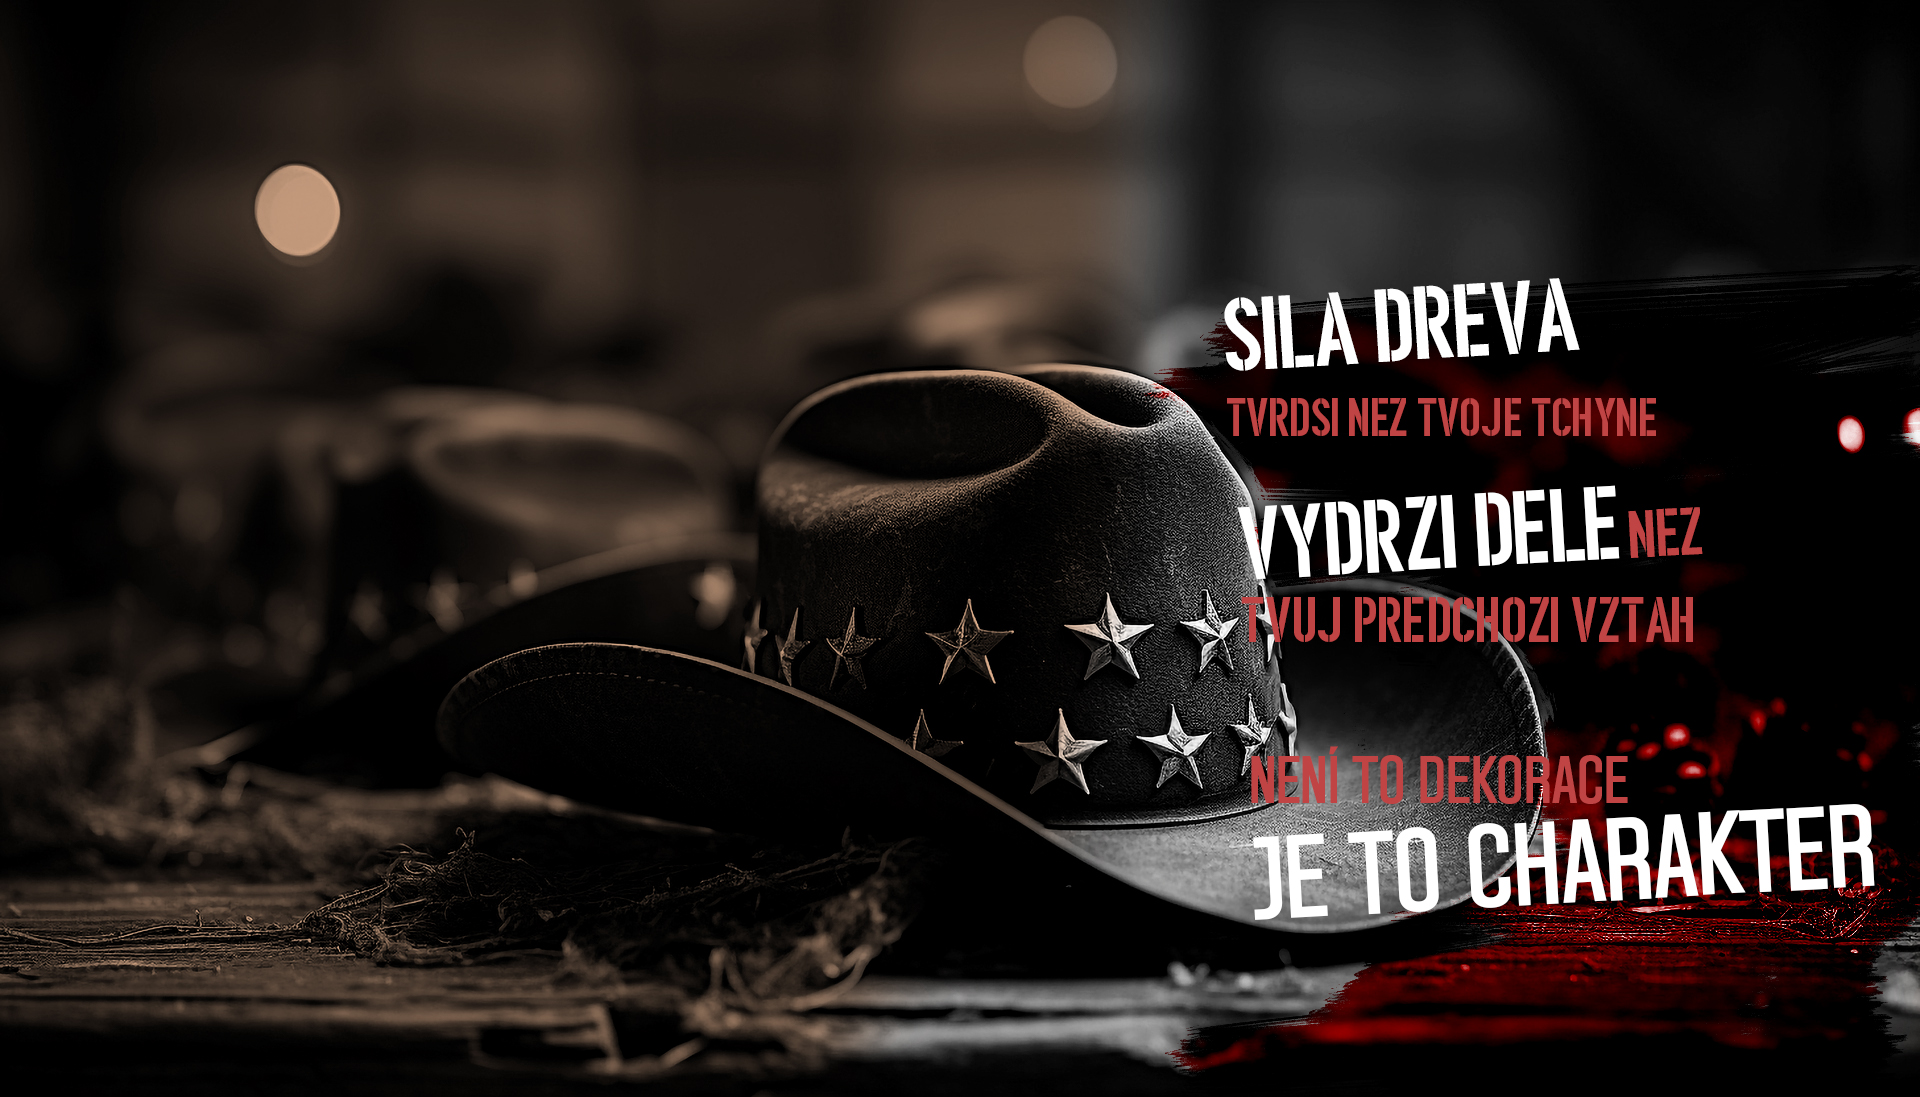 SILA DREVA
TVRDSI NEZ TVOJE TCHYNE
VYDRZI DELE NEZ
TVUJ PREDCHOZI VZTAH
NENÍ TO DEKORACE
JE TO CHARAKTER